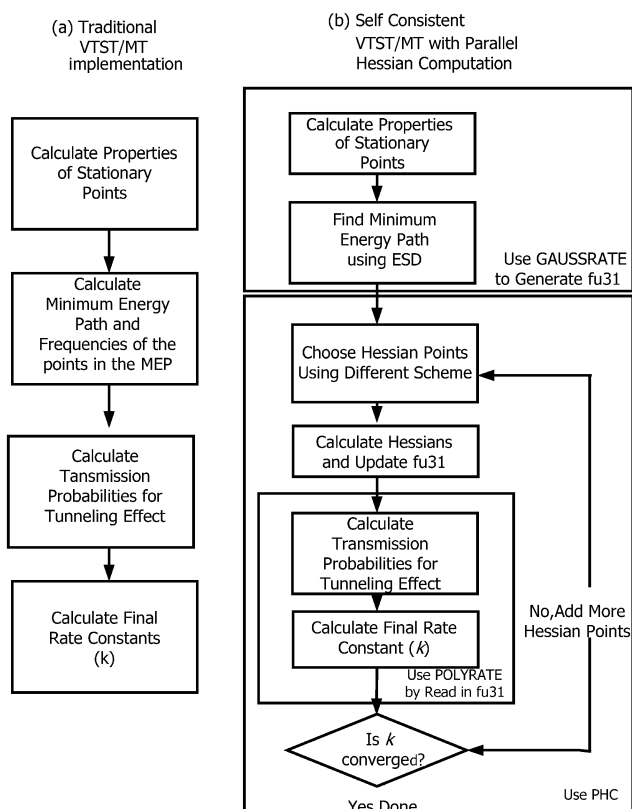 (a) Traditional
VTST/MT
implementation
Calculate Properties
of Stationary
Points
Calculate
Minimum Energy
Path and
Frequencies of the
points in the MEP
Calculate
Tansmission
Probabilities for
Tunneling Effect
Calculate Final
Rate Constants
(k)
(b) Self Consistent
VTST/MT with Parallel
Hessian Computation
Calculate Properties
of Stationary
Points
Find Minimum
Energy Path
using ESD
Use GAUSSRATE
to Generate fu31
Choose Hessian Points
Using Different Scheme
Calculate Hessians
and Update fu31
Calculate
Transmission
Probabilities for
Tunneling Effect
Calculate Final Rate
Constant (k)
Use POLYRATE
by Read in fu31
No,Add More
Hessian Points
Is k
converged?
Use PHC
Yes Done